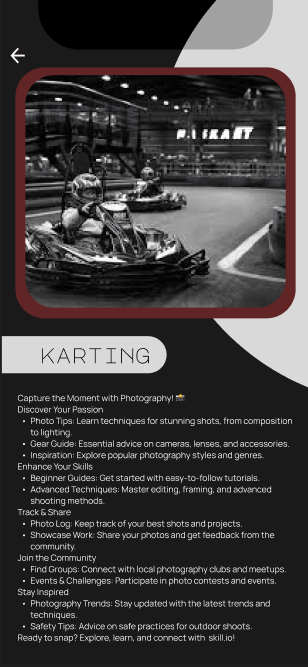 KARTING
Capture the Moment with Photography! 📸
Discover Your Passion
• Photo Tips: Learn techniques for stunning shots, from composition
to lighting.
• Gear Guide: Essential advice on cameras, lenses, and accessories.
• Inspiration: Explore popular photography styles and genres.
Enhance Your Skills
• Beginner Guides: Get started with easy-to-follow tutorials.
• Advanced Techniques: Master editing, framing, and advanced
shooting methods.
Track & Share
• Photo Log: Keep track of your best shots and projects.
• Showcase Work: Share your photos and get feedback from the
community.
Join the Community
• Find Groups: Connect with local photography clubs and meetups.
• Events & Challenges: Participate in photo contests and events.
Stay Inspired
• Photography Trends: Stay updated with the latest trends and
techniques.
• Safety Tips: Advice on safe practices for outdoor shoots.
Ready to snap? Explore, learn, and connect with skill.io!